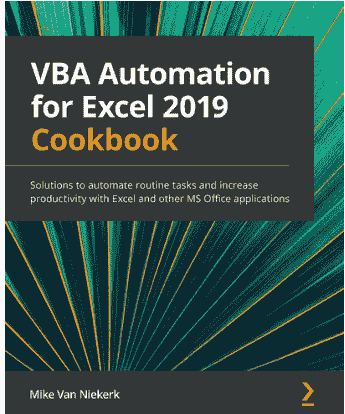 VBA Automation
for Excel 2019
Cookbook
Solutions to automate routine tasks and increase
productivity with Excel and other MS Office applications
Mike Van Niekerk